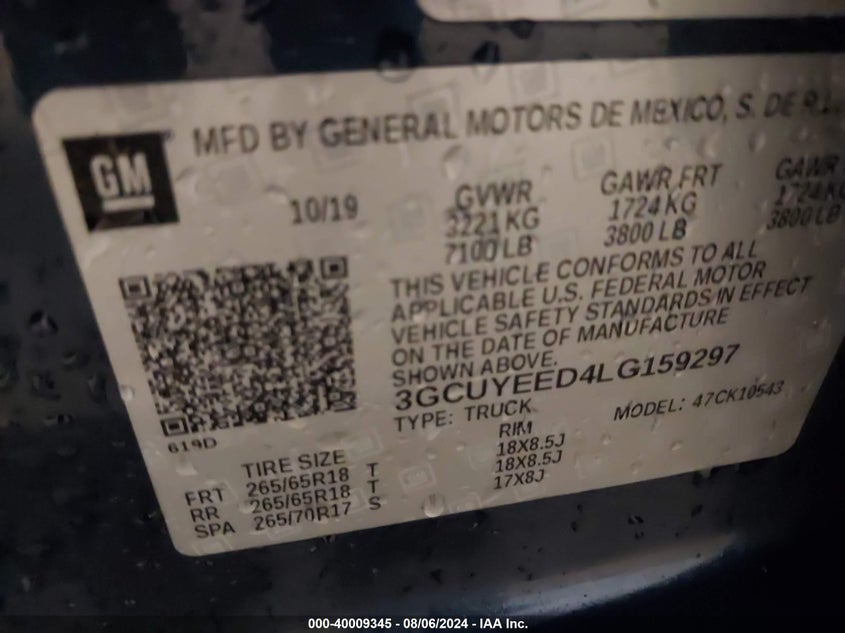 MFD BY GENERAL MOTORS DE MEXICO, S. DE R.L.
GM
10/19
GVWR
3221 KG
7100 LB
GAWR FRT
1724 KG
3800 LB
GAWR
1724 KG
3800 LB
THIS VEHICLE CONFORMS TO ALL
APPLICABLE U.S. FEDERAL MOTOR
VEHICLE SAFETY STANDARDS IN EFFECT
ON THE DATE OF MANUFACTURE
SHOWN ABOVE.
3GCUYEED4LG159297
TYPE: TRUCK
MODEL: 47CK10543
619D
TIRE SIZE
RIM
FRT 265/65R18 T 18X8.5J
RR 265/65R18 T 18X8.5J
SPA 265/70R17 S 17X8J
000-40009345 - 08/06/2024 - IAA Inc.